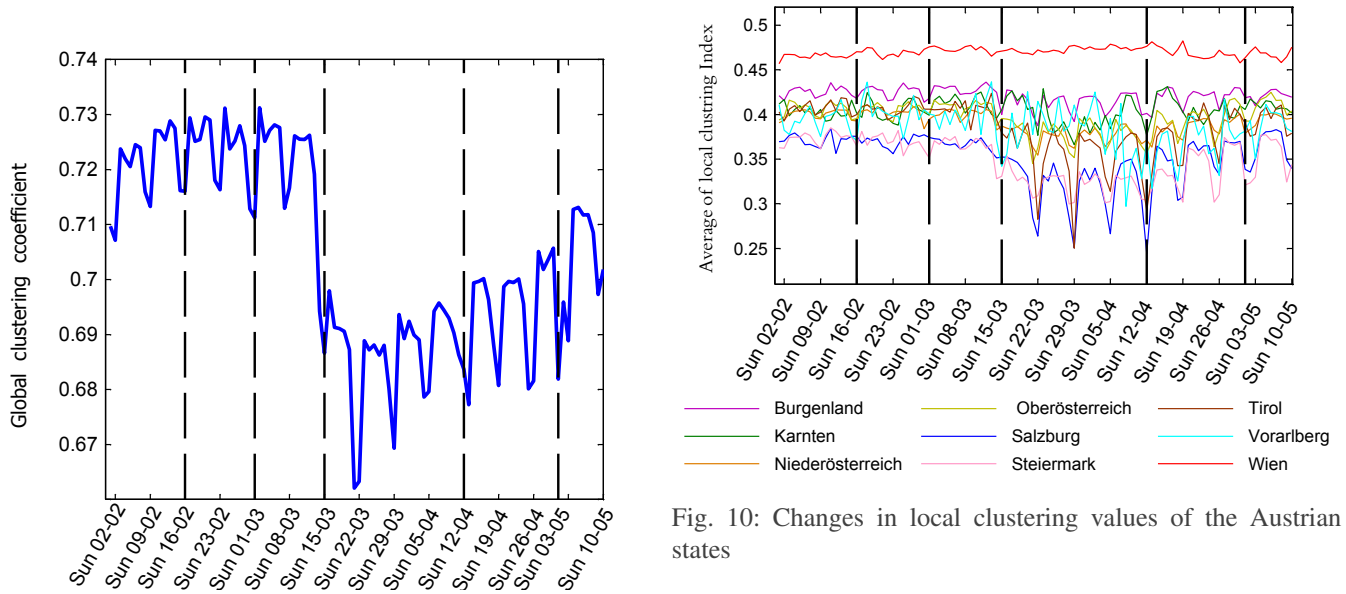 0.74
0.73
0.72
0.71
0.7
0.69
0.68
0.67
Global clustering ccoefficient
Sun 02-02
Sun 09-02
Sun 16-02
Sun 23-02
Sun 01-03
Sun 08-03
Sun 15-03
Sun 22-03
Sun 29-03
Sun 05-04
Sun 12-04
Sun 19-04
Sun 26-04
Sun 03-05
Sun 10-05
0.5
0.45
0.4
0.35
0.3
0.25
Average of local clustring Index
Sun 02-02
Sun 09-02
Sun 16-02
Sun 23-02
Sun 01-03
Sun 08-03
Sun 15-03
Sun 22-03
Sun 29-03
Sun 05-04
Sun 12-04
Sun 19-04
Sun 26-04
Sun 03-05
Sun 10-05
Burgenland
Karnten
Niederösterreich
Oberösterreich
Salzburg
Steiermark
Tirol
Vorarlberg
Wien
Fig. 10: Changes in local clustering values of the Austrian
states